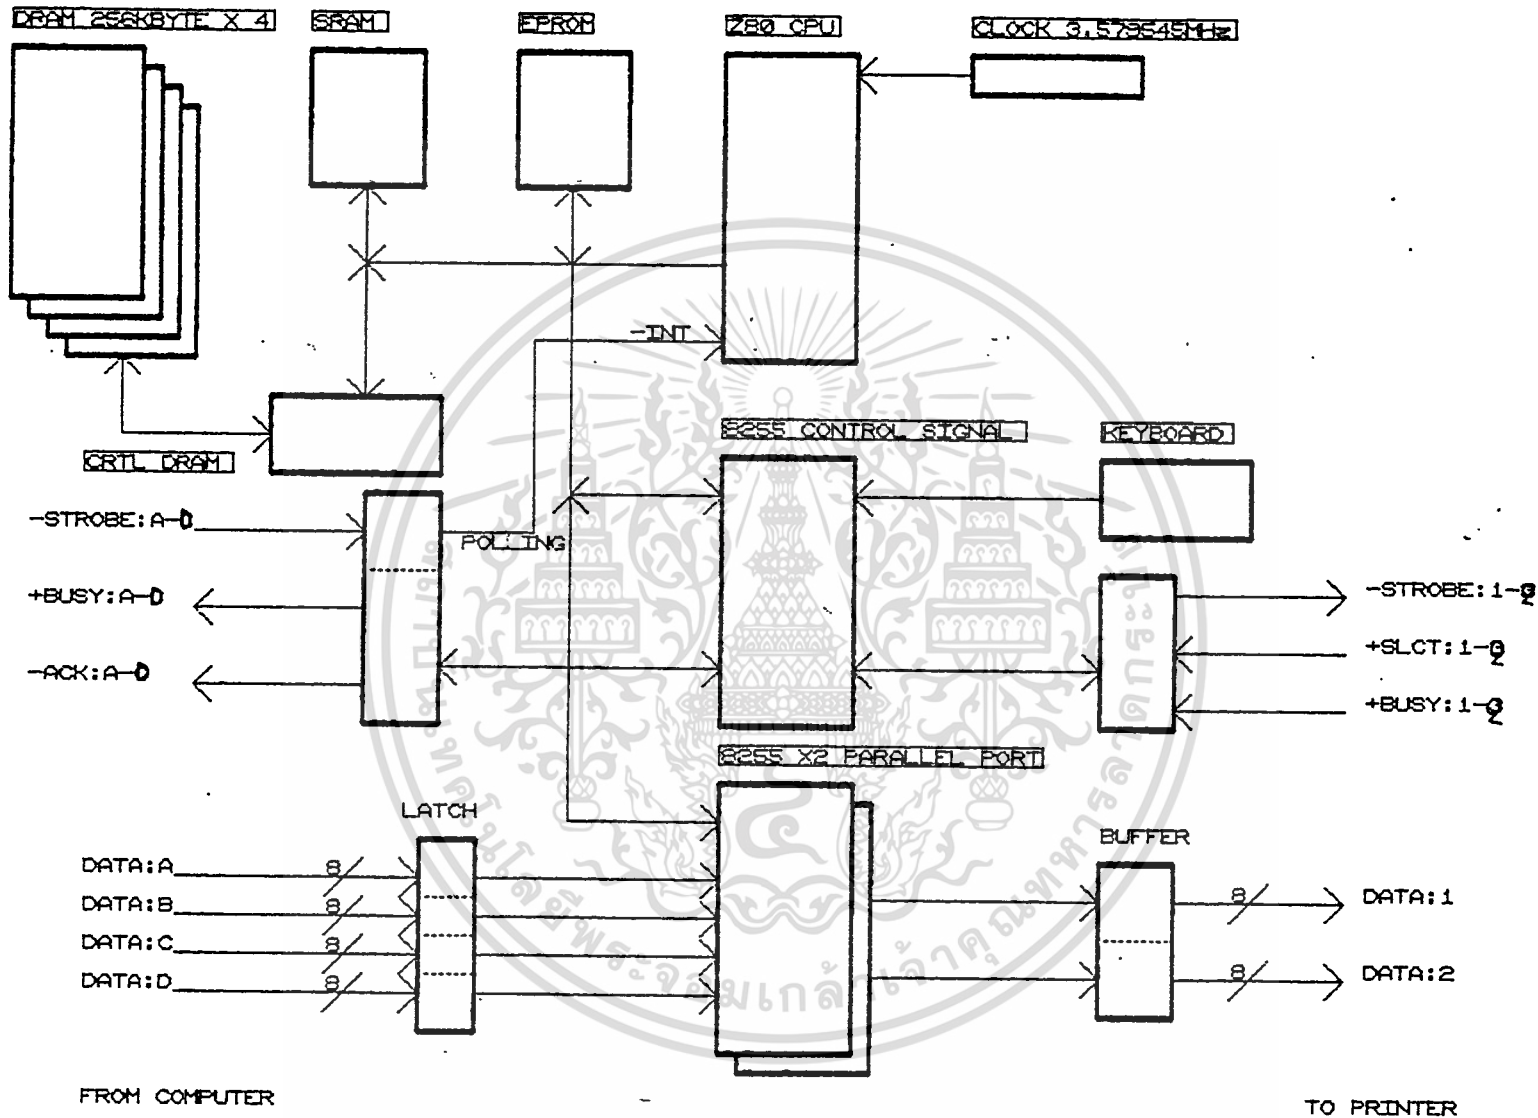 DRAM 256KBYTE X 4
SRAM
EPROM
Z80 CPU
CLOCK 3.579545MHz
-INT
8255 CONTROL SIGNAL
KEYBOARD
CRTL DRAM
-STROBE:A-D
POLLING
+BUSY:A-D
-STROBE:1-2
+SLCT:1-2
-ACK:A-D
+BUSY:1-2
8255 X2 PARALLEL PORT
LATCH
BUFFER
DATA:A
8
DATA:B
8
DATA:C
8
DATA:D
8
8
DATA:1
8
DATA:2
FROM COMPUTER
TO PRINTER